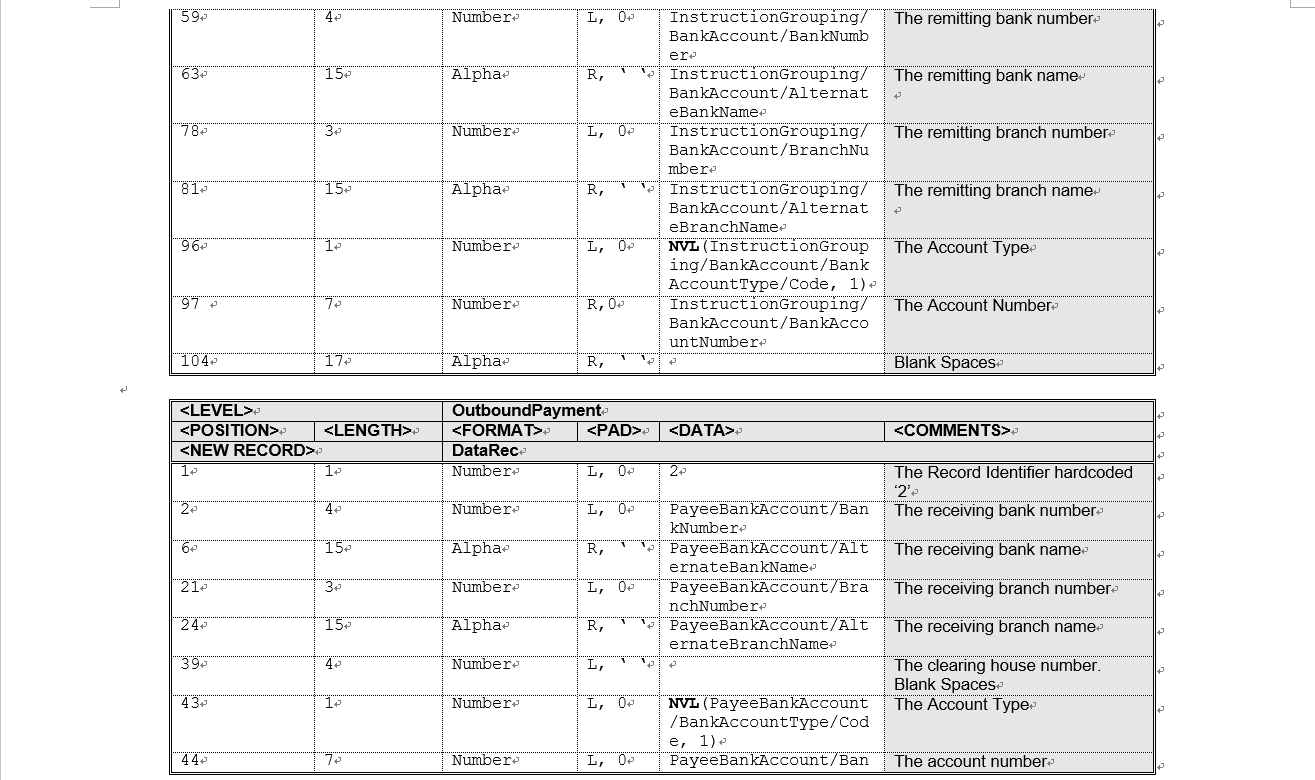 59 4 Number L, 0 InstructionGrouping/ The remitting bank number
BankAccount/BankNumb
er
63 15 Alpha R, ‘ ‘ InstructionGrouping/ The remitting bank name
BankAccount/Alternat
eBankName
78 3 Number L, 0 InstructionGrouping/ The remitting branch number
BankAccount/BranchNu
mber
81 15 Alpha R, ‘ ‘ InstructionGrouping/ The remitting branch name
BankAccount/Alternat
eBranchName
96 1 Number L, 0 NVL(InstructionGroup The Account Type
ing/BankAccount/Bank
AccountType/Code, 1)
97 7 Number R,0 InstructionGrouping/ The Account Number
BankAccount/BankAcco
untNumber
104 17 Alpha R, ‘ ‘ Blank Spaces
<LEVEL> OutboundPayment
<POSITION> <LENGTH> <FORMAT> <PAD> <DATA> <COMMENTS>
<NEW RECORD> DataRec
1 1 Number L, 0 2 The Record Identifier hardcoded
‘2’
2 4 Number L, 0 PayeeBankAccount/Ban The receiving bank number
kNumber
6 15 Alpha R, ‘ ‘ PayeeBankAccount/Alt The receiving bank name
ernateBankName
21 3 Number L, 0 PayeeBankAccount/Bra The receiving branch number
nchNumber
24 15 Alpha R, ‘ ‘ PayeeBankAccount/Alt The receiving branch name
ernateBranchName
39 4 Number L, ‘ ‘ The clearing house number.
Blank Spaces
43 1 Number L, 0 NVL(PayeeBankAccount The Account Type
/BankAccountType/Cod
e, 1)
44 7 Number L, 0 PayeeBankAccount/Ban The account number